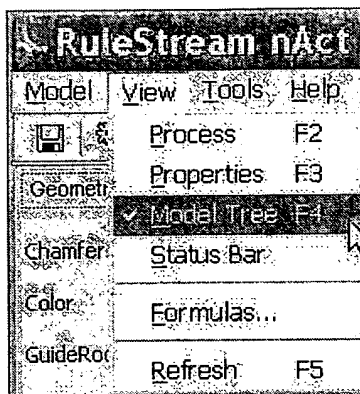 RuleStream nAct
Model View Tools Help
Process F2
Geometri Properties F3
✓ Model Tree F4
Chamfer Status Bar
Color Formulas...
GuideRo
Refresh F5